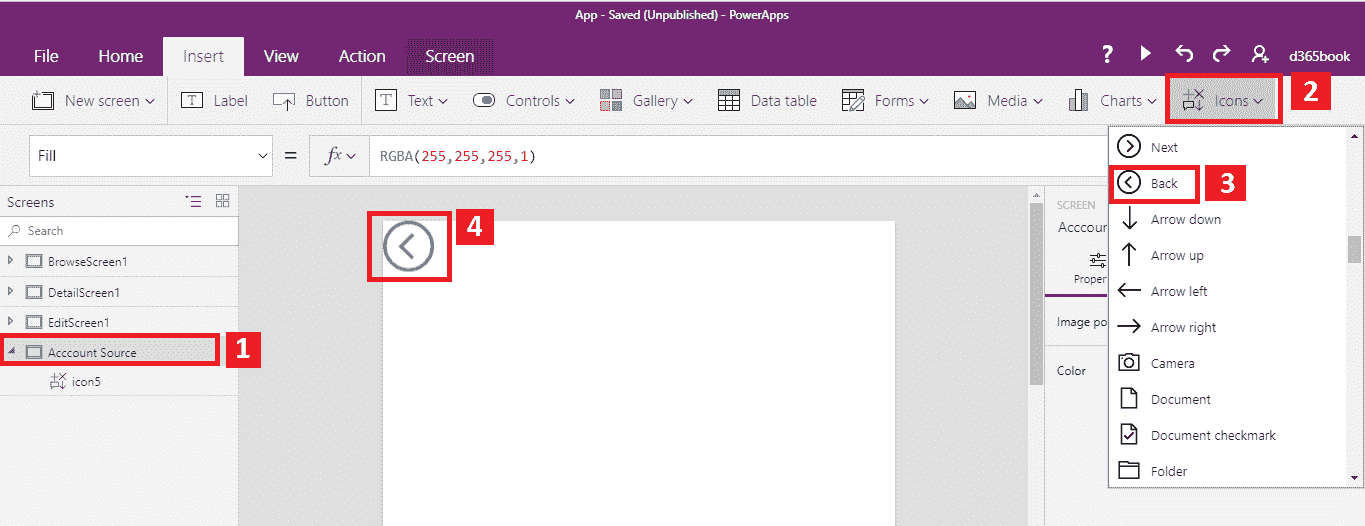 App - Saved (Unpublished) - PowerApps
File Home Insert View Action Screen ? d365book
New screen Label Button Text Controls Gallery Data table Forms Media Charts Icons 2
Fill = fx RGBA(255,255,255,1)
Next
Back 3
Arrow down
Arrow up
Arrow left
Arrow right
Camera
Document
Document checkmark
Folder
Screens
Search
BrowseScreen1
DetailScreen1
EditScreen1
Acccount Source 1
icon5
4
SCREEN
Acccour
Proper
Image po
Color